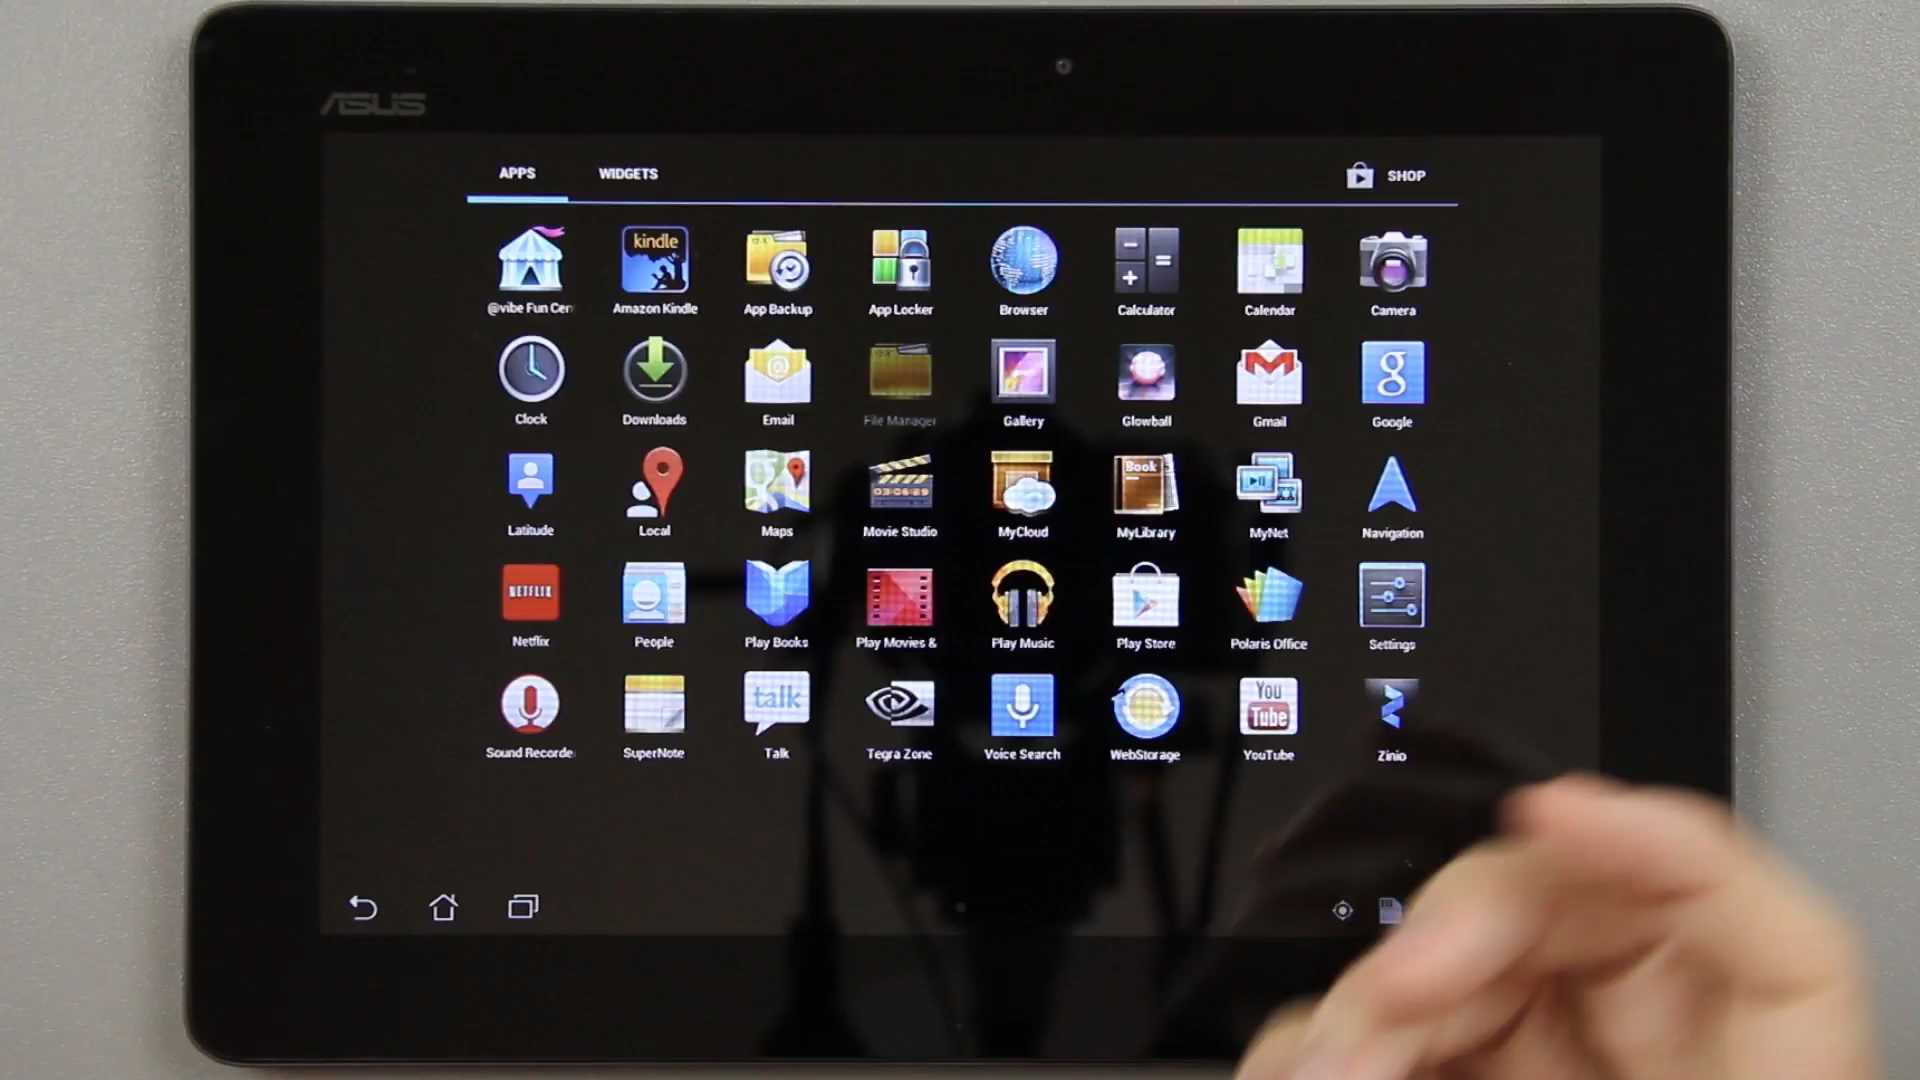 ASUS
APPS WIDGETS SHOP
kindle
@vibe Fun Cen Amazon Kindle App Backup App Locker Browser Calculator Calendar Camera
g
Clock Downloads Email File Manager Gallery Glowball Gmail Google
Book
Latitude Local Maps Movie Studio MyCloud MyLibrary MyNet Navigation
NETFLIX
Netflix People Play Books Play Movies & Play Music Play Store Polaris Office Settings
talk You Tube
Sound Recorde SuperNote Talk Tegra Zone Voice Search WebStorage YouTube Zinio